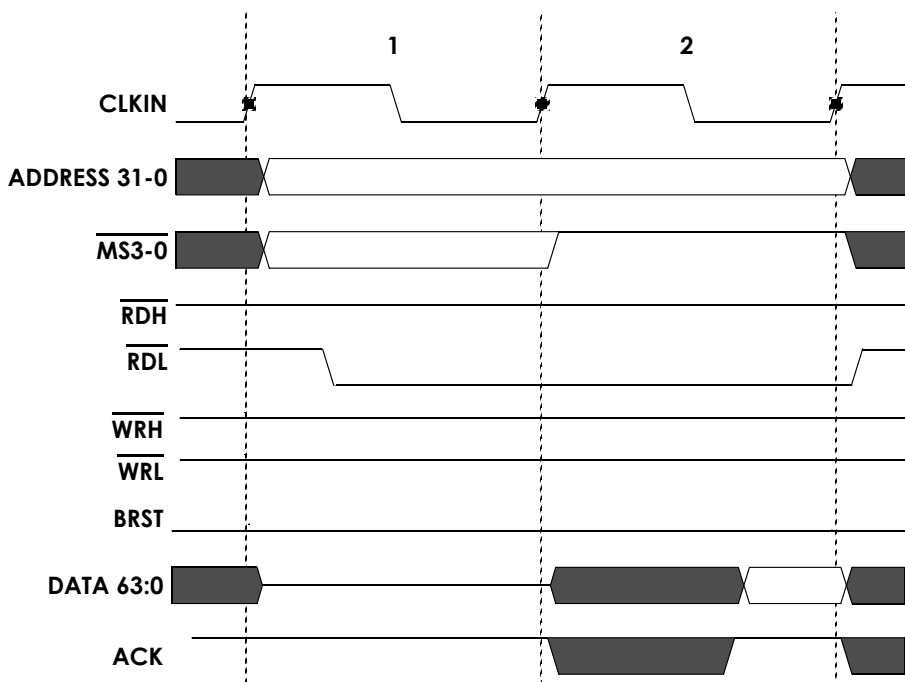 1 2
CLKIN
ADDRESS 31-0
MS3-0
RDH
RDL
WRH
WRL
BRST
DATA 63:0
ACK